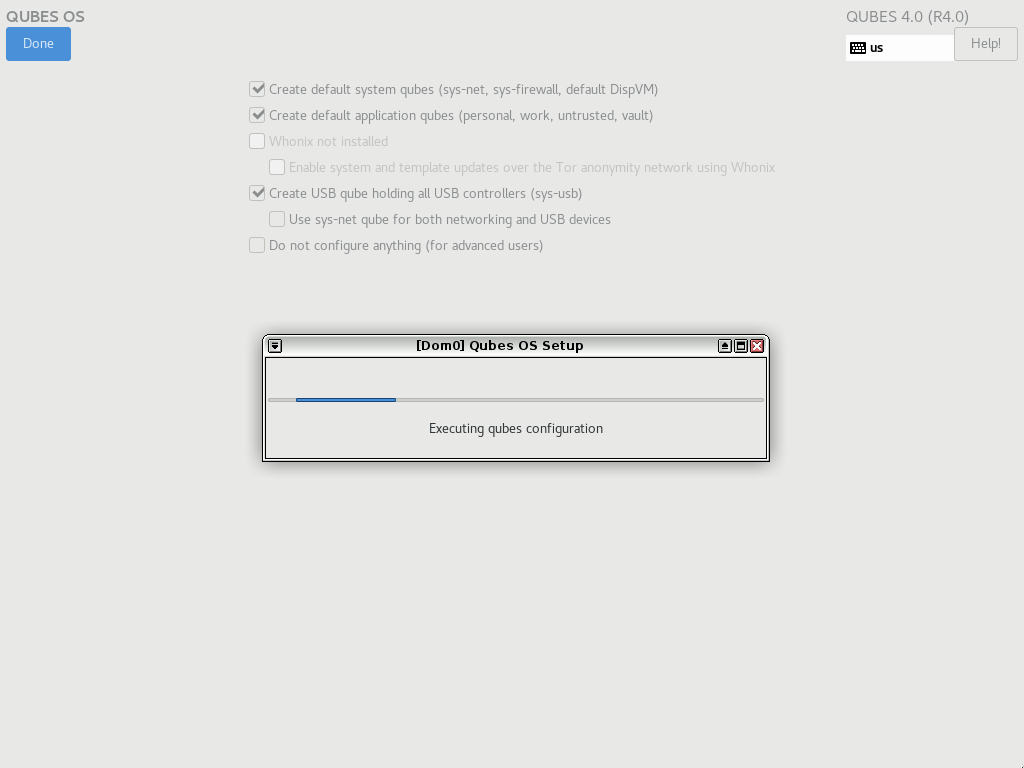 QUBES OS
QUBES 4.0 (R4.0)
Done
us
Help!
Create default system qubes (sys-net, sys-firewall, default DispVM)
Create default application qubes (personal, work, untrusted, vault)
Whonix not installed
Enable system and template updates over the Tor anonymity network using Whonix
Create USB qube holding all USB controllers (sys-usb)
Use sys-net qube for both networking and USB devices
Do not configure anything (for advanced users)
[Dom0] Qubes OS Setup
Executing qubes configuration